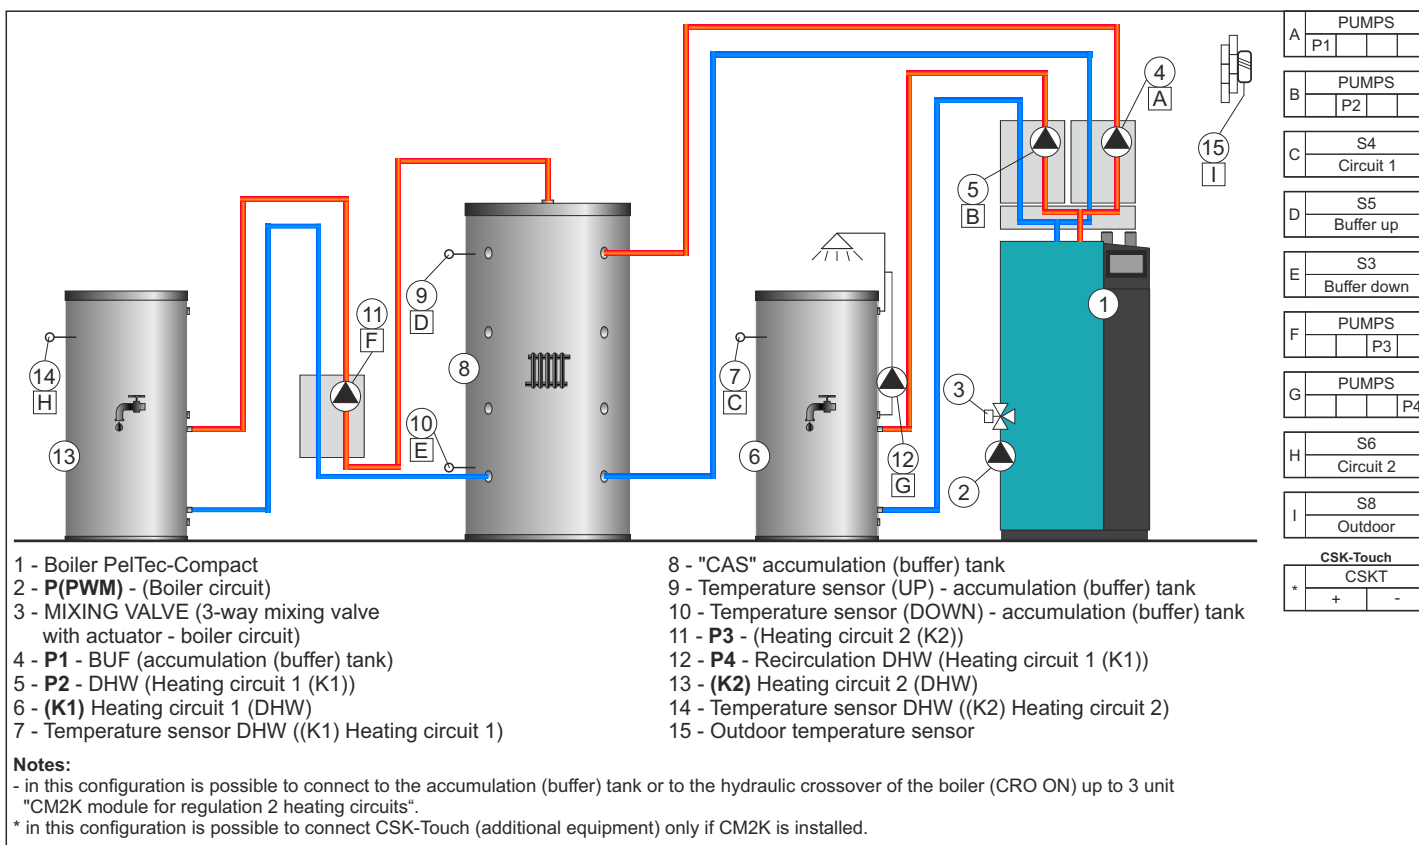 4
A
15
I
5
B
11
F
9
D
14
H
8
7
C
3
1
10
E
13
6
12
G
2
A PUMPS
P1
B PUMPS
P2
C S4
Circuit 1
D S5
Buffer up
E S3
Buffer down
F PUMPS
P3
G PUMPS
P4
H S6
Circuit 2
I S8
Outdoor
CSK-Touch
* CSKT
+ -
1 - Boiler PelTec-Compact
2 - P(PWM) - (Boiler circuit)
3 - MIXING VALVE (3-way mixing valve
with actuator - boiler circuit)
4 - P1 - BUF (accumulation (buffer) tank)
5 - P2 - DHW (Heating circuit 1 (K1))
6 - (K1) Heating circuit 1 (DHW)
7 - Temperature sensor DHW ((K1) Heating circuit 1)
8 - "CAS" accumulation (buffer) tank
9 - Temperature sensor (UP) - accumulation (buffer) tank
10 - Temperature sensor (DOWN) - accumulation (buffer) tank
11 - P3 - (Heating circuit 2 (K2))
12 - P4 - Recirculation DHW (Heating circuit 1 (K1))
13 - (K2) Heating circuit 2 (DHW)
14 - Temperature sensor DHW ((K2) Heating circuit 2)
15 - Outdoor temperature sensor
Notes:
- in this configuration is possible to connect to the accumulation (buffer) tank or to the hydraulic crossover of the boiler (CRO ON) up to 3 unit
"CM2K module for regulation 2 heating circuits“.
* in this configuration is possible to connect CSK-Touch (additional equipment) only if CM2K is installed.